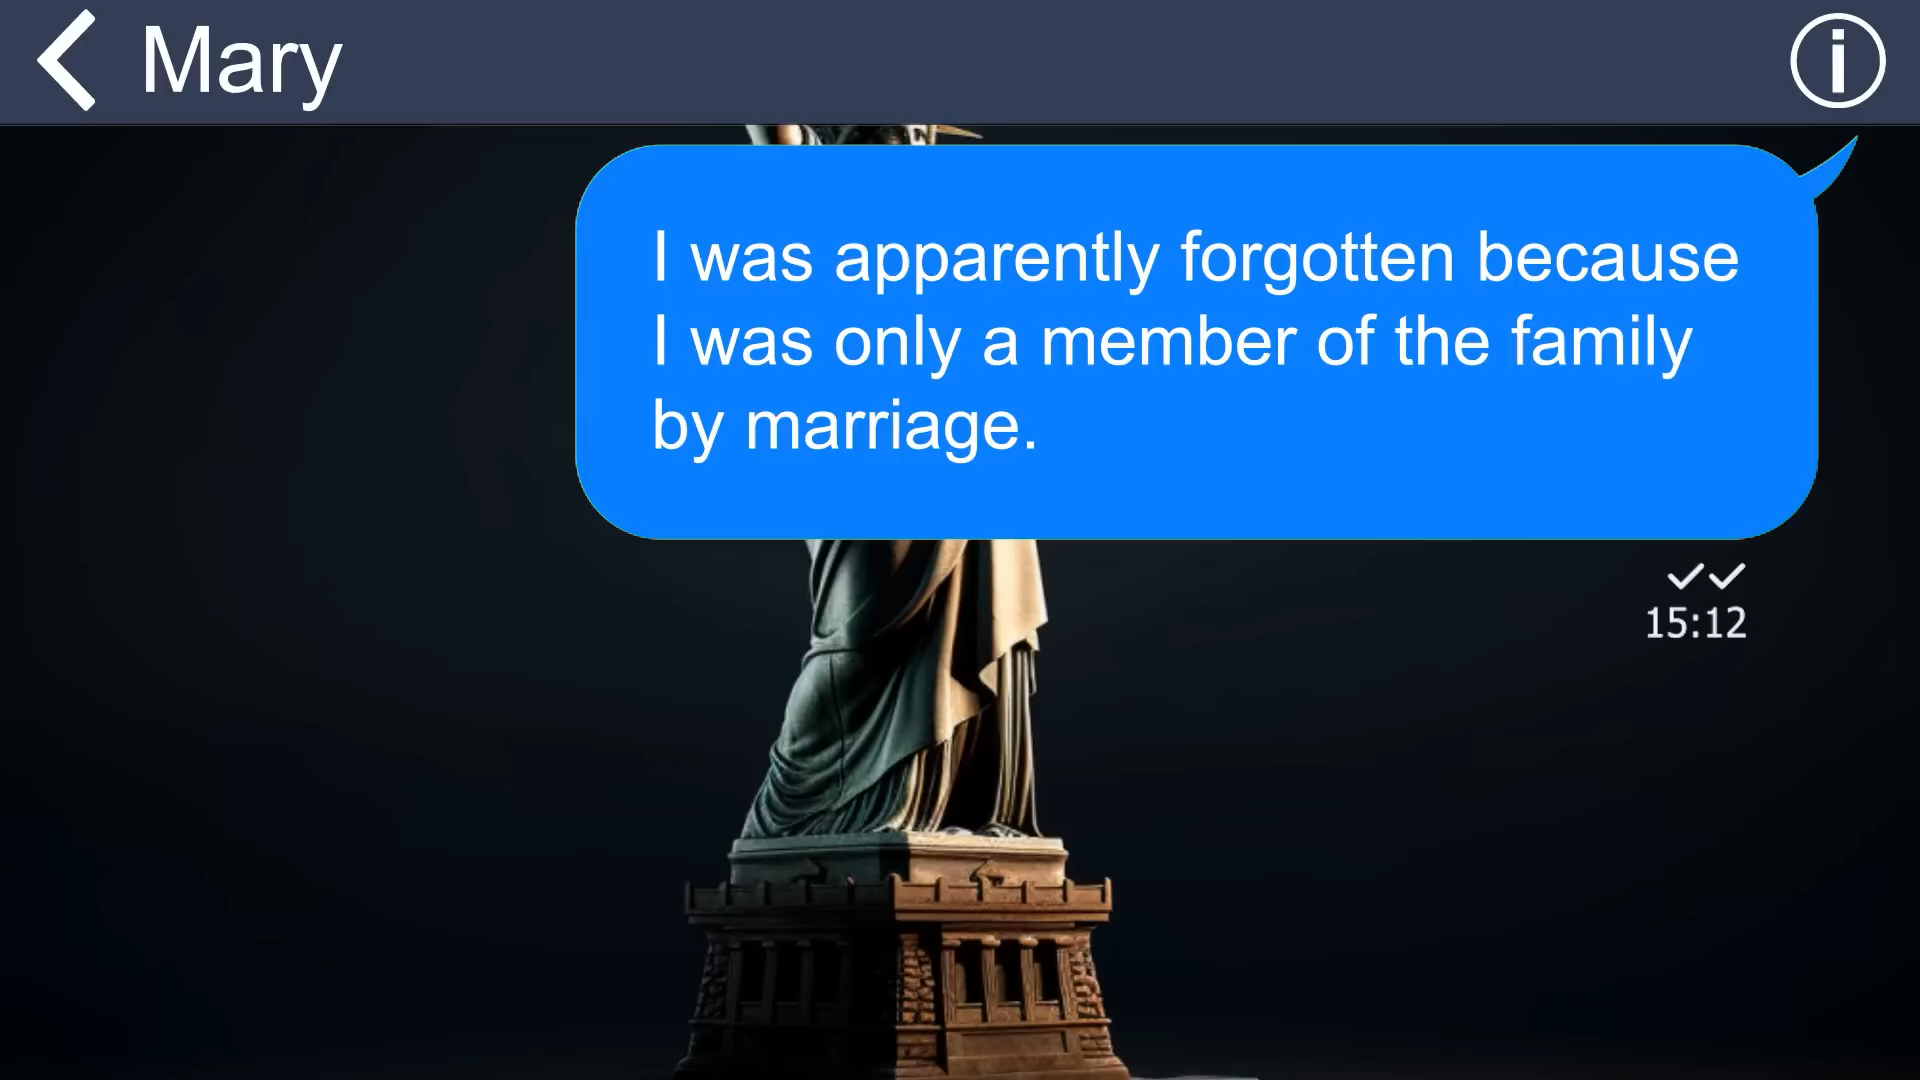 Mary
I was apparently forgotten because
I was only a member of the family
by marriage.
15:12